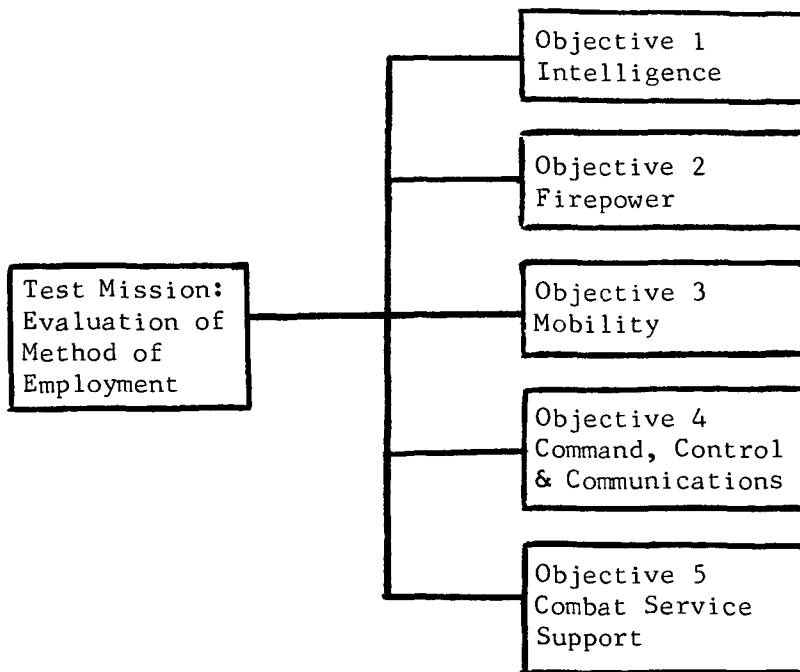 Test Mission:
Evaluation of
Method of
Employment
Objective 1
Intelligence
Objective 2
Firepower
Objective 3
Mobility
Objective 4
Command, Control
& Communications
Objective 5
Combat Service
Support